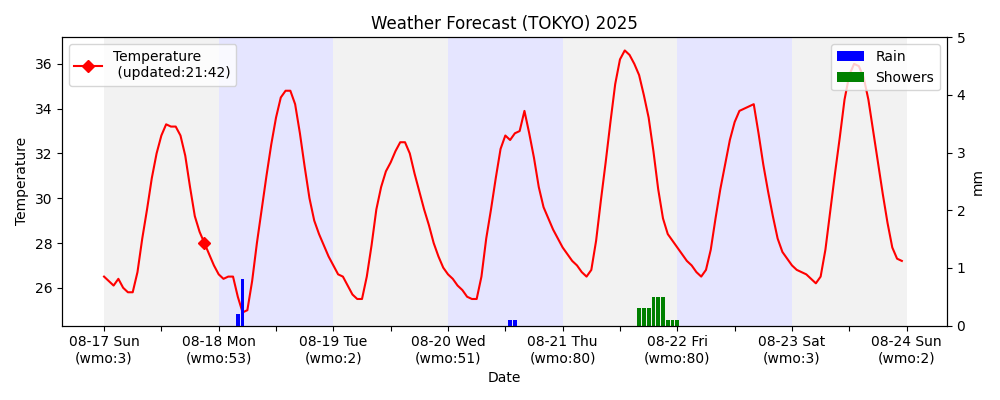 Weather Forecast (TOKYO) 2025
Temperature
(updated:21:42)
Rain
Showers
36
34
32
30
28
26
Temperature
5
4
3
2
1
0
mm
08-17 Sun
(wmo:3)
08-18 Mon
(wmo:53)
08-19 Tue
(wmo:2)
08-20 Wed
(wmo:51)
08-21 Thu
(wmo:80)
08-22 Fri
(wmo:80)
08-23 Sat
(wmo:3)
08-24 Sun
(wmo:2)
Date